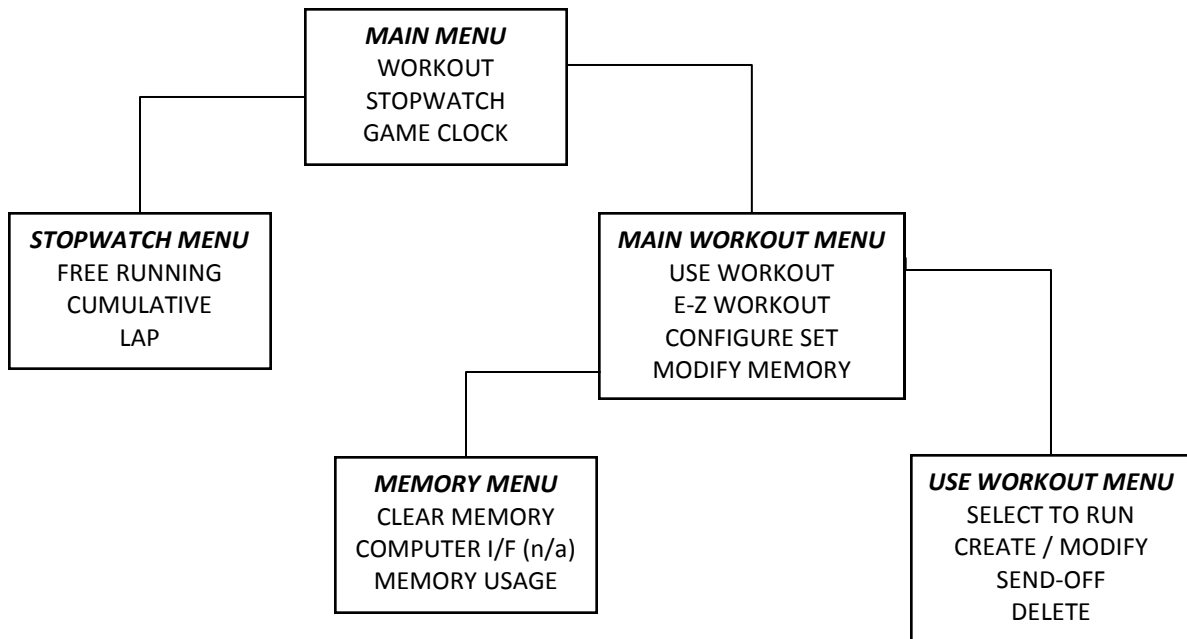 MAIN MENU
WORKOUT
STOPWATCH
GAME CLOCK
STOPWATCH MENU
FREE RUNNING
CUMULATIVE
LAP
MAIN WORKOUT MENU
USE WORKOUT
E-Z WORKOUT
CONFIGURE SET
MODIFY MEMORY
MEMORY MENU
CLEAR MEMORY
COMPUTER I/F (n/a)
MEMORY USAGE
USE WORKOUT MENU
SELECT TO RUN
CREATE / MODIFY
SEND-OFF
DELETE